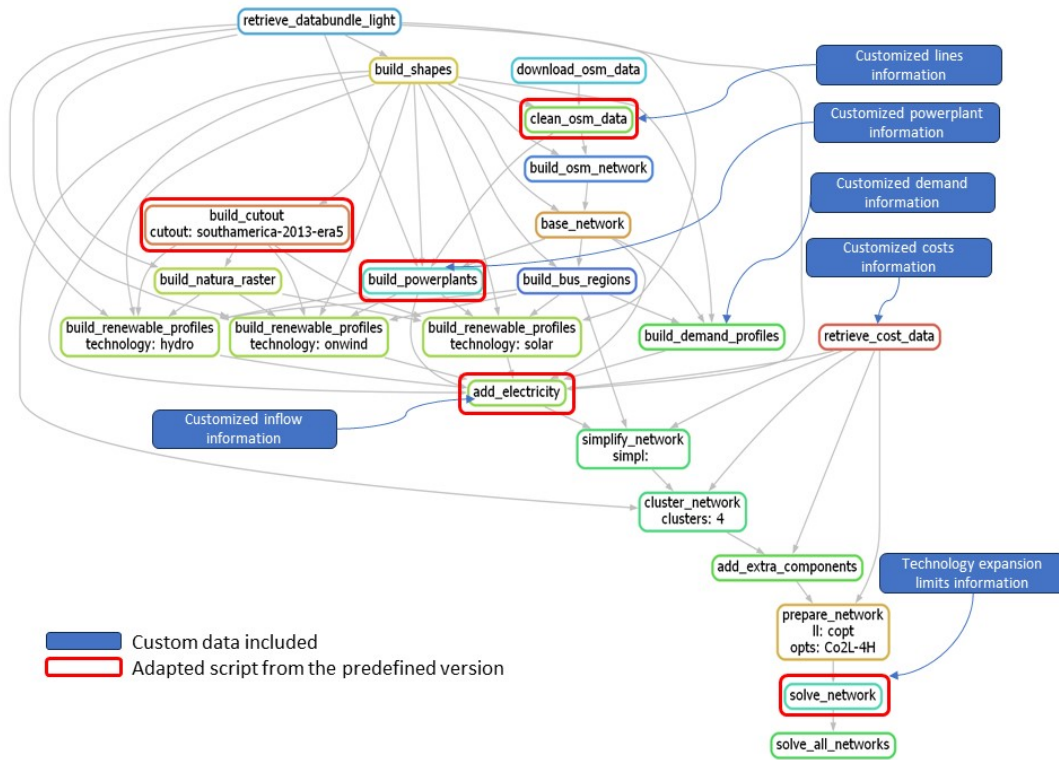 retrieve_databundle_light
build_shapes
download_osm_data
Customized lines
information
clean_osm_data
Customized powerplant
information
build_osm_network
Customized demand
information
build_cutout
cutout: southamerica-2013-era5
base_network
Customized costs
information
build_natura_raster
build_powerplants
build_bus_regions
build_renewable_profiles
technology: hydro
build_renewable_profiles
technology: onwind
build_renewable_profiles
technology: solar
build_demand_profiles
retrieve_cost_data
add_electricity
Customized inflow
information
simplify_network
simpl:
cluster_network
clusters: 4
add_extra_components
Technology expansion
limits information
prepare_network
ll: copt
opts: Co2L-4H
Custom data included
Adapted script from the predefined version
solve_network
solve_all_networks